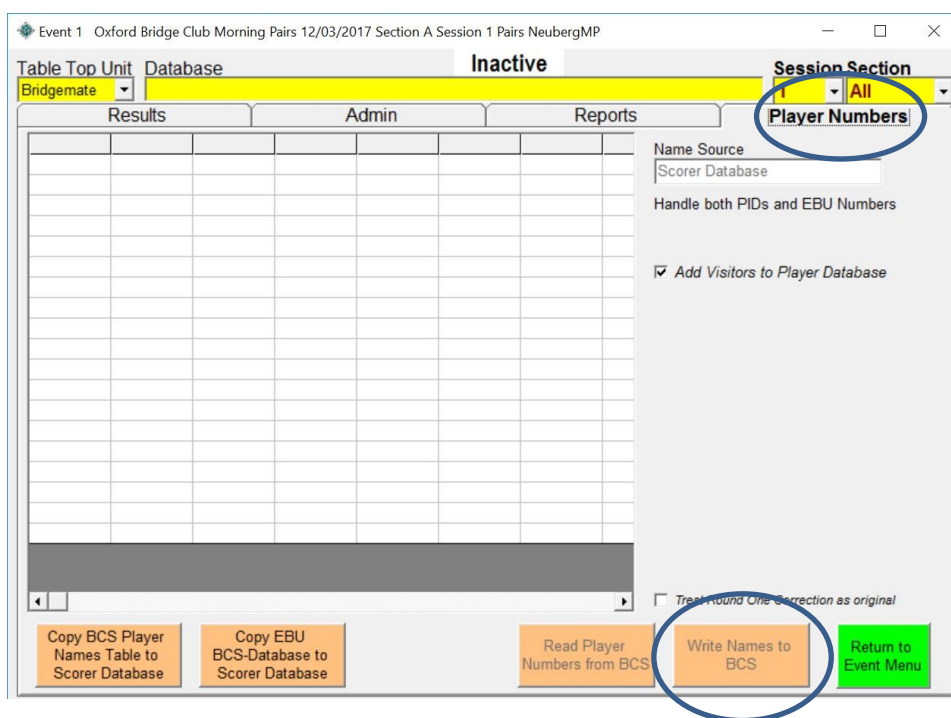 Event 1 Oxford Bridge Club Morning Pairs 12/03/2017 Section A Session 1 Pairs NeubergMP
Table Top Unit Database Inactive Session Section
Bridgemate 1 All
Results Admin Reports Player Numbers
Name Source
Scorer Database
Handle both PIDs and EBU Numbers
Add Visitors to Player Database
Treat Round One Correction as original
Copy BCS Player
Names Table to
Scorer Database
Copy EBU
BCS-Database to
Scorer Database
Read Player
Numbers from BCS
Write Names to
BCS
Return to
Event Menu